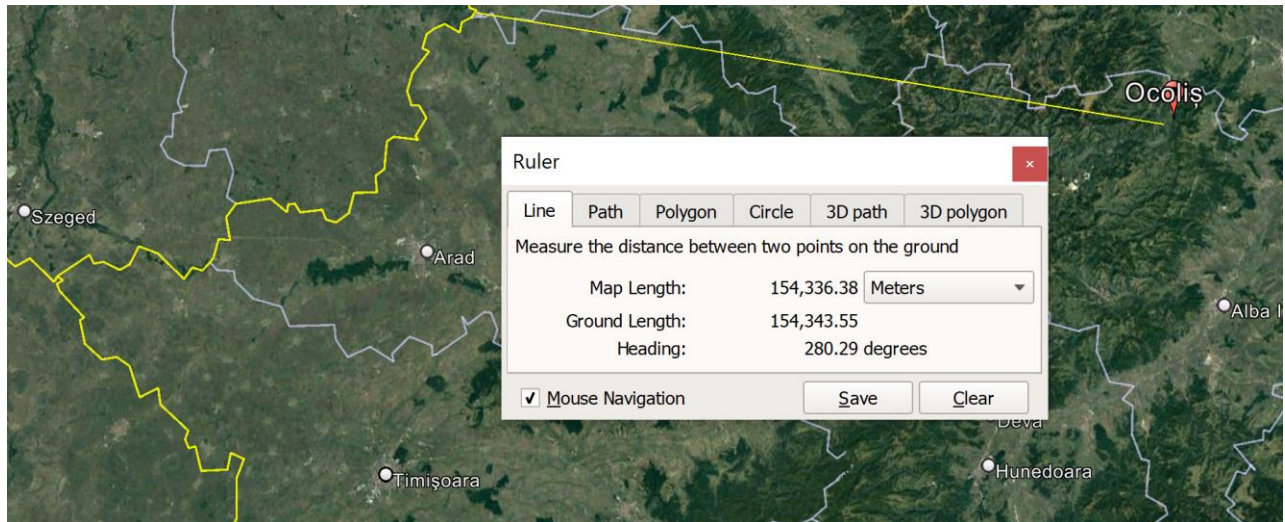 Ocoliș
Szeged
Arad
Ruler
×
Line Path Polygon Circle 3D path 3D polygon
Measure the distance between two points on the ground
Map Length: 154,336.38 Meters
Ground Length: 154,343.55
Heading: 280.29 degrees
Mouse Navigation Save Clear
Alba I
Deva
Hunedoara
Timişoara